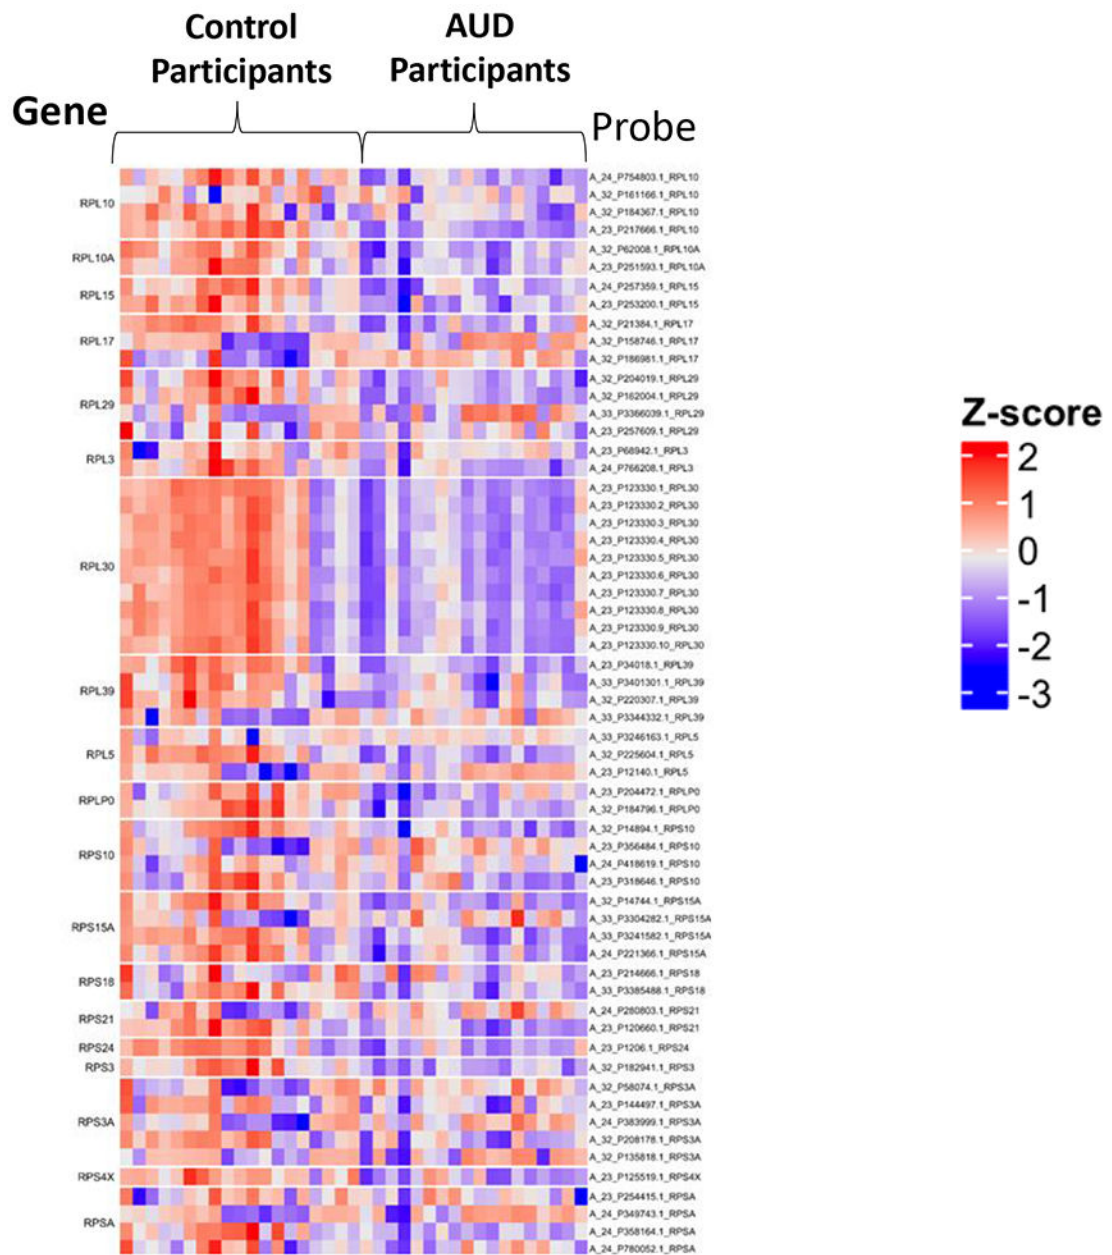 Control
Participants
AUD
Participants
Gene
Probe
RPL10
A_24_P754803.1_RPL10
A_32_P161166.1_RPL10
A_32_P184367.1_RPL10
A_23_P217666.1_RPL10
RPL10A
A_32_P62008.1_RPL10A
A_23_P251593.1_RPL10A
RPL15
A_24_P257359.1_RPL15
A_23_P253200.1_RPL15
RPL17
A_32_P21384.1_RPL17
A_32_P158746.1_RPL17
A_32_P186981.1_RPL17
RPL29
A_32_P204019.1_RPL29
A_32_P162004.1_RPL29
A_33_P3366039.1_RPL29
A_23_P257609.1_RPL29
RPL3
A_23_P68942.1_RPL3
A_24_P766208.1_RPL3
RPL30
A_23_P123330.1_RPL30
A_23_P123330.2_RPL30
A_23_P123330.3_RPL30
A_23_P123330.4_RPL30
A_23_P123330.5_RPL30
A_23_P123330.6_RPL30
A_23_P123330.7_RPL30
A_23_P123330.8_RPL30
A_23_P123330.9_RPL30
A_23_P123330.10_RPL30
RPL39
A_23_P34018.1_RPL39
A_33_P3401301.1_RPL39
A_32_P220307.1_RPL39
A_33_P3344332.1_RPL39
RPL5
A_33_P3246163.1_RPL5
A_32_P225604.1_RPL5
A_23_P12140.1_RPL5
RPLP0
A_23_P204472.1_RPLP0
A_32_P184796.1_RPLP0
RPS10
A_32_P14894.1_RPS10
A_23_P356484.1_RPS10
A_24_P418619.1_RPS10
A_23_P318646.1_RPS10
RPS15A
A_32_P14744.1_RPS15A
A_33_P3304282.1_RPS15A
A_33_P3241582.1_RPS15A
A_24_P221366.1_RPS15A
RPS18
A_23_P214666.1_RPS18
A_33_P3385488.1_RPS18
RPS21
A_24_P280803.1_RPS21
A_23_P120660.1_RPS21
RPS24
A_23_P1206.1_RPS24
RPS3
A_32_P182941.1_RPS3
RPS3A
A_32_P58074.1_RPS3A
A_23_P144497.1_RPS3A
A_24_P383999.1_RPS3A
A_32_P208178.1_RPS3A
A_32_P135818.1_RPS3A
RPS4X
A_23_P125519.1_RPS4X
RPSA
A_23_P254415.1_RPSA
A_24_P349743.1_RPSA
A_24_P358164.1_RPSA
A_24_P780052.1_RPSA
Z-score
2
1
0
-1
-2
-3